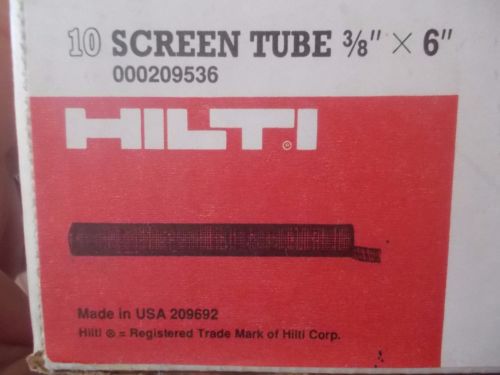 10 SCREEN TUBE 3/8" × 6"
000209536
HILTI®
Made in USA 209692
Hilti ® = Registered Trade Mark of Hilti Corp.